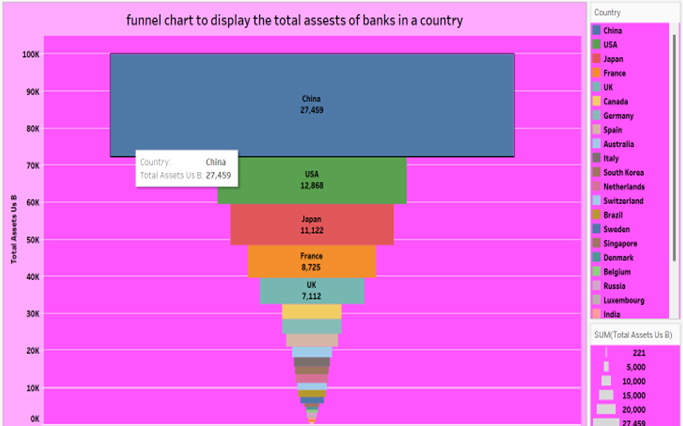 funnel chart to display the total assests of banks in a country
Total Assets Us B
100K
90K
80K
70K
60K
50K
40K
30K
20K
10K
0K
China
27,459
Country: China
Total Assets Us B: 27,459
USA
12,868
Japan
11,122
France
8,725
UK
7,112
Country
China
USA
Japan
France
UK
Canada
Germany
Spain
Australia
Italy
South Korea
Netherlands
Switzerland
Brazil
Sweden
Singapore
Denmark
Belgium
Russia
Luxembourg
India
SUM(Total Assets Us B)
221
5,000
10,000
15,000
20,000
27,459